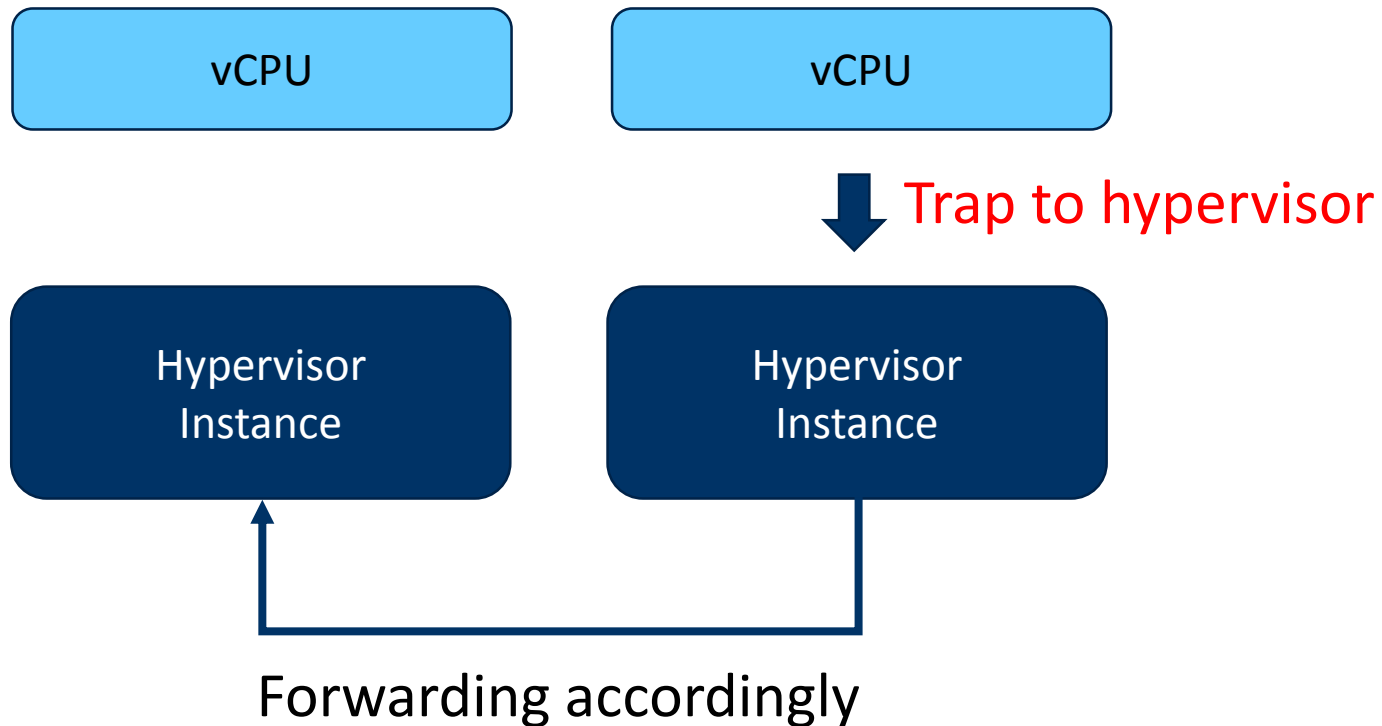 vCPU
vCPU
Trap to hypervisor
Hypervisor
Instance
Hypervisor
Instance
Forwarding accordingly